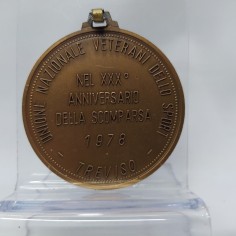 UNIONE NAZIONALE VETERANI DELLO SPORT
NEL XXX°
ANNIVERSARIO
DELLA SCOMPARSA
1976
- TREVISO -